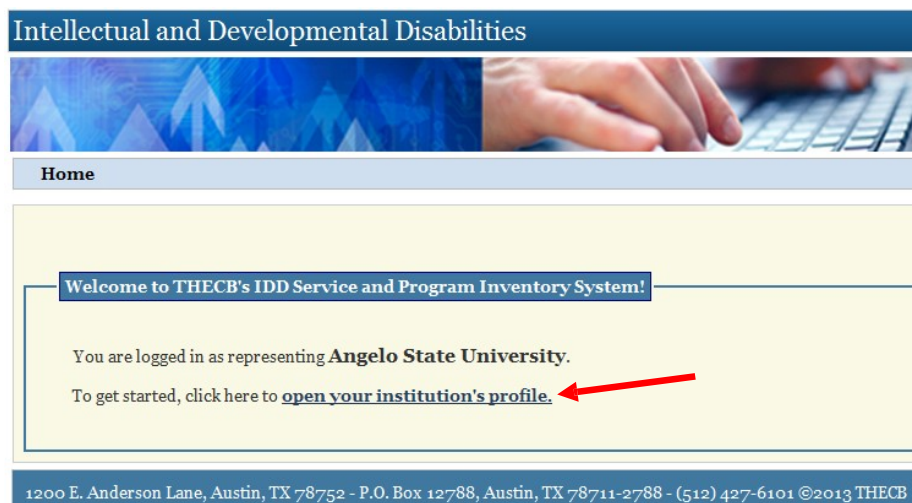 Intellectual and Developmental Disabilities
Home
Welcome to THECB's IDD Service and Program Inventory System!
You are logged in as representing Angelo State University.
To get started, click here to open your institution's profile.
1200 E. Anderson Lane, Austin, TX 78752 - P.O. Box 12788, Austin, TX 78711-2788 - (512) 427-6101 ©2013 THECB